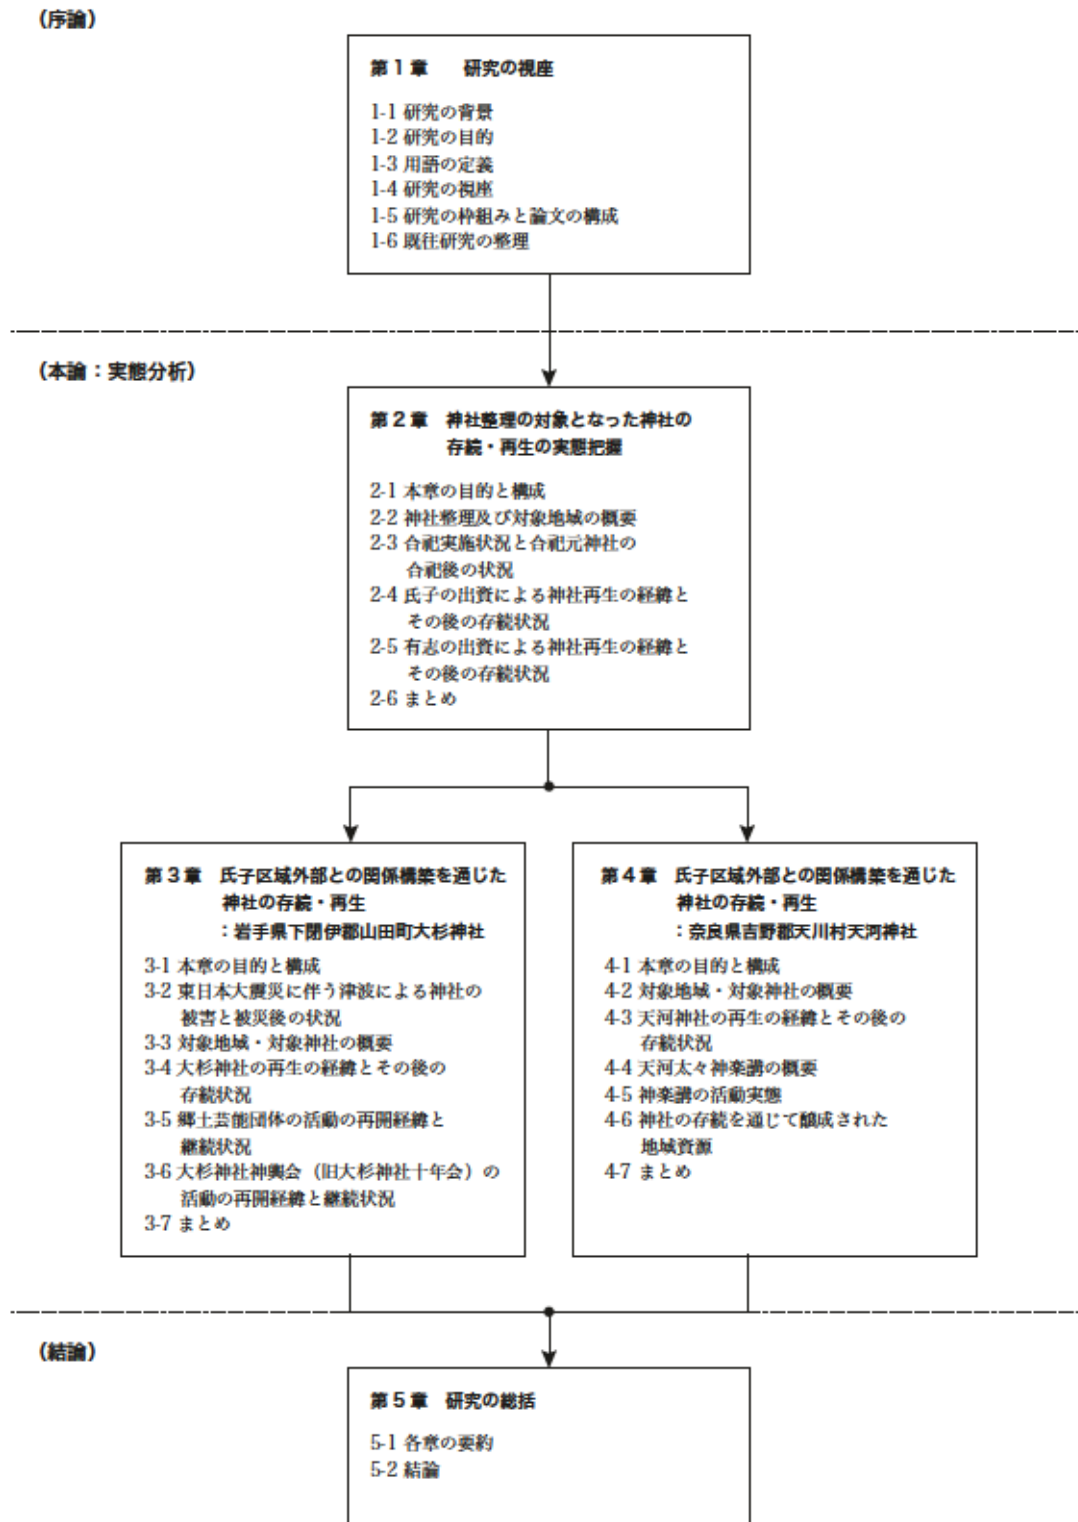 (序論)
第1章　研究の視座
1-1 研究の背景
1-2 研究の目的
1-3 用語の定義
1-4 研究の視座
1-5 研究の枠組みと論文の構成
1-6 既往研究の整理
(本論：実態分析)
第2章　神社整理の対象となった神社の
存続・再生の実態把握
2-1 本章の目的と構成
2-2 神社整理及び対象地域の概要
2-3 合祀実施状況と合祀元神社の
合祀後の状況
2-4 氏子の出資による神社再生の経緯と
その後の存続状況
2-5 有志の出資による神社再生の経緯と
その後の存続状況
2-6 まとめ
第3章　氏子区域外部との関係構築を通じた
神社の存続・再生
：岩手県下閉伊郡山田町大杉神社
3-1 本章の目的と構成
3-2 東日本大震災に伴う津波による神社の
被害と被災後の状況
3-3 対象地域・対象神社の概要
3-4 大杉神社の再生の経緯とその後の
存続状況
3-5 郷土芸能団体の活動の再開経緯と
継続状況
3-6 大杉神社神輿会（旧大杉神社十年会）の
活動の再開経緯と継続状況
3-7 まとめ
第4章　氏子区域外部との関係構築を通じた
神社の存続・再生
：奈良県吉野郡天川村天河神社
4-1 本章の目的と構成
4-2 対象地域・対象神社の概要
4-3 天河神社の再生の経緯とその後の
存続状況
4-4 天河太々神楽講の概要
4-5 神楽講の活動実態
4-6 神社の存続を通じて醸成された
地域資源
4-7 まとめ
(結論)
第5章　研究の総括
5-1 各章の要約
5-2 結論